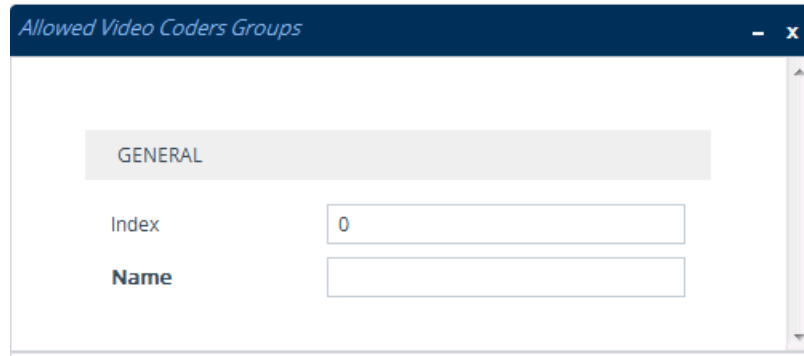 Allowed Video Coders Groups
– x
GENERAL
Index 0
Name